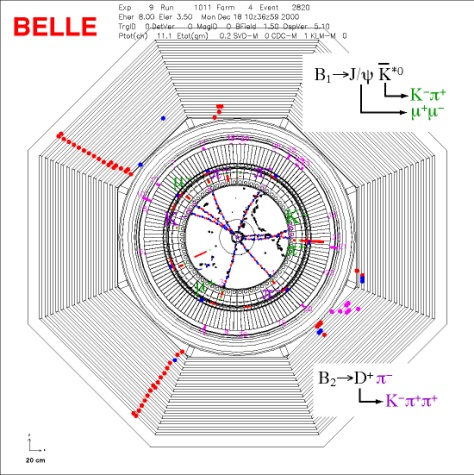 BELLE
Exp 9 Run 1011 Farm 4 Event 2820
Eher 8.00 Eler 3.50 Mon Dec 18 10:36:59 2000
TrgID 0 DetVer 0 MagID 0 BField 1.50 DspVer 5.10
Ptot(ch) 11.1 Etot(gm) 0.2 SVD-M 0 CDC-M 1 KLM-M 0
B₁→J/ψ K̅*⁰
K⁻π⁺
μ⁺μ⁻
B₂→D⁺π⁻
K⁻π⁺π⁺
20 cm